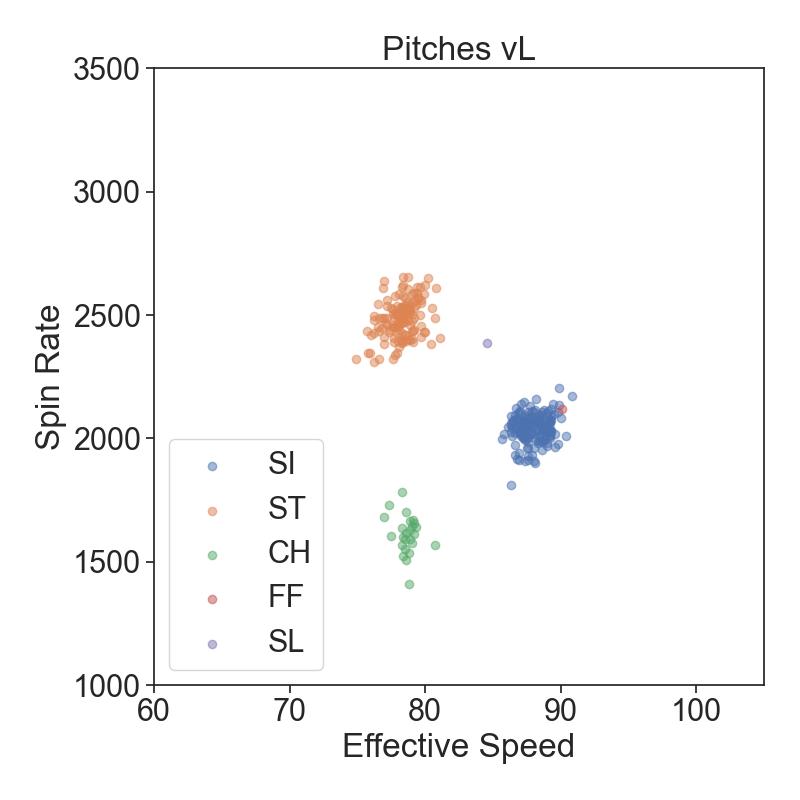 Pitches vL
3500
3000
2500
2000
1500
1000
Spin Rate
SI
ST
CH
FF
SL
60 70 80 90 100
Effective Speed